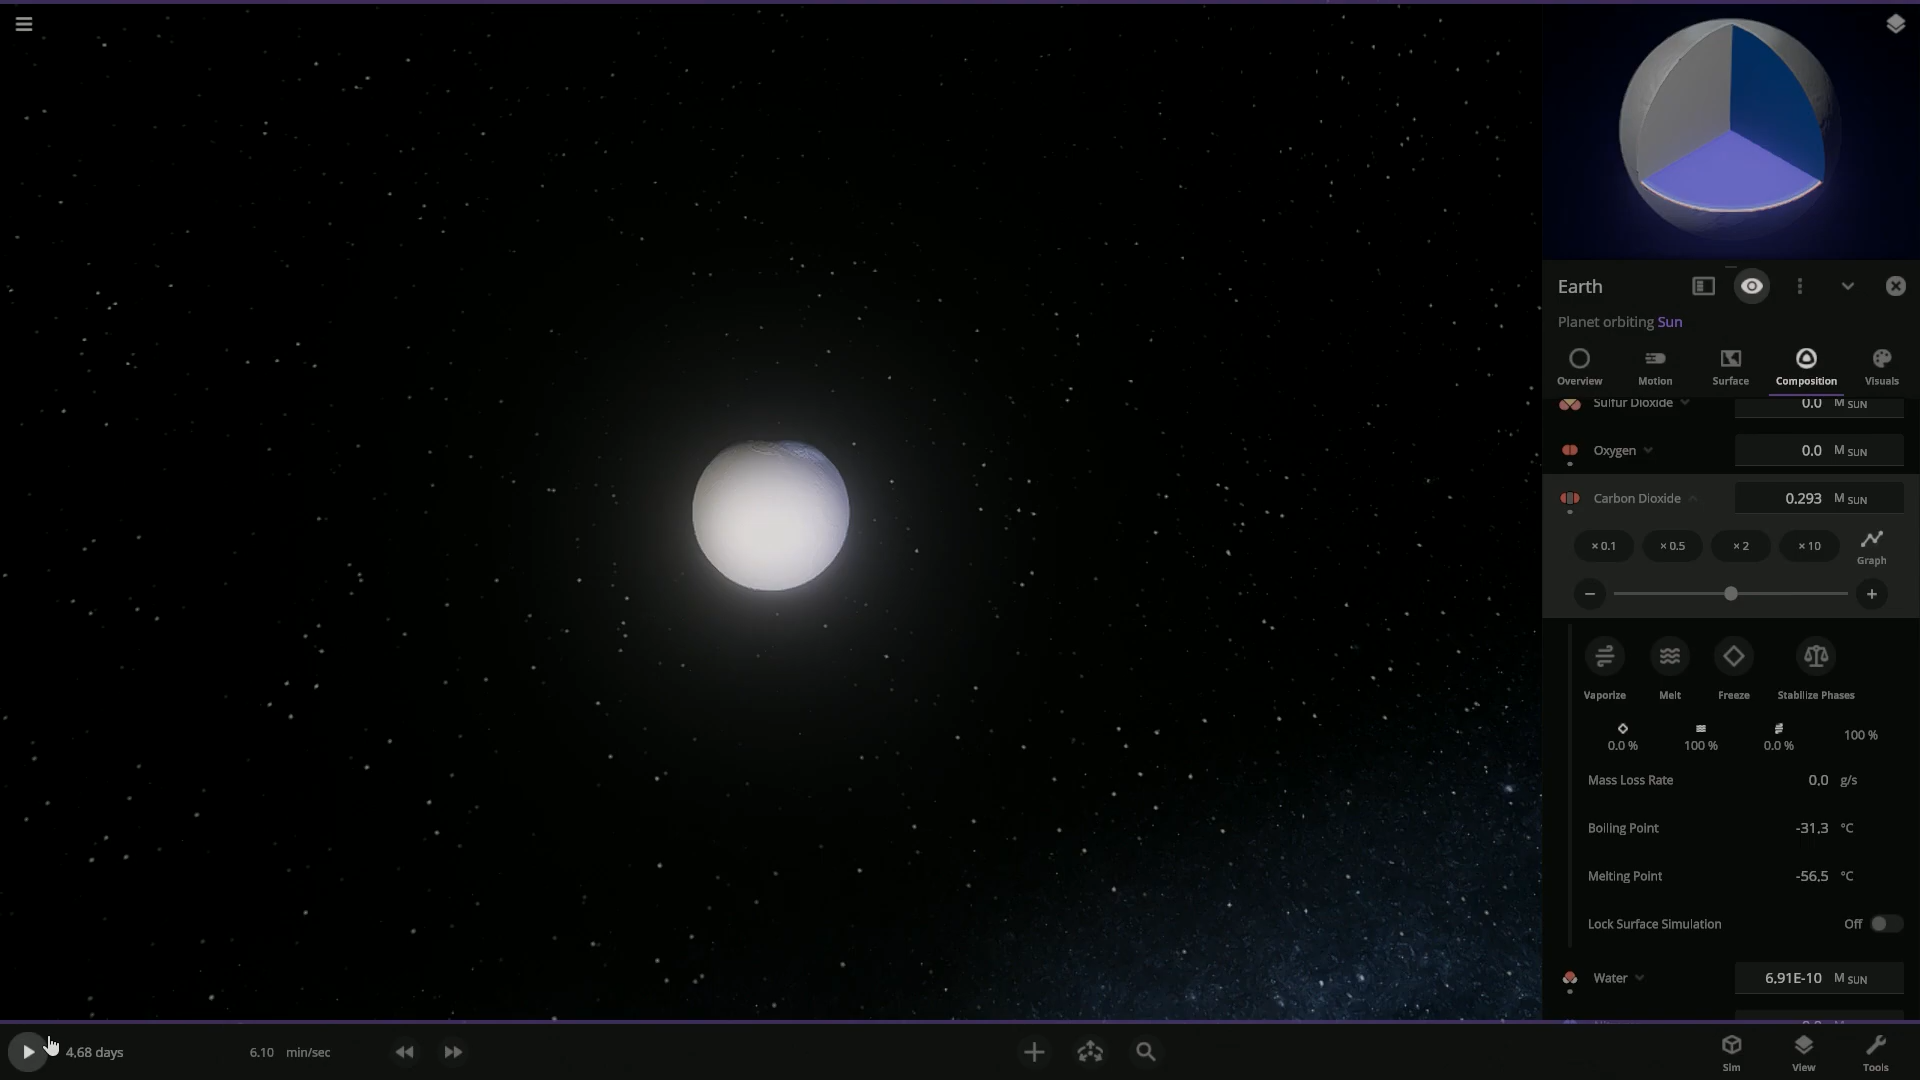 Earth
Planet orbiting Sun
Overview Motion Surface Composition Visuals
Sulfur Dioxide 0.0 M SUN
Oxygen 0.0 M SUN
Carbon Dioxide 0.293 M SUN
× 0.1 × 0.5 × 2 × 10 Graph
Vaporize Melt Freeze Stabilize Phases
0.0 % 100 % 0.0 % 100 %
Mass Loss Rate 0.0 g/s
Boiling Point -31.3 °C
Melting Point -56.5 °C
Lock Surface Simulation Off
Water 6.91E-10 M SUN
4.68 days 6.10 min/sec
Sim View Tools